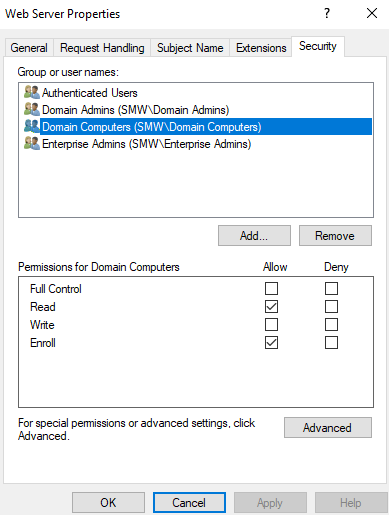 Web Server Properties ? ×
General Request Handling Subject Name Extensions Security
Group or user names:
Authenticated Users
Domain Admins (SMW\Domain Admins)
Domain Computers (SMW\Domain Computers)
Enterprise Admins (SMW\Enterprise Admins)
Add... Remove
Permissions for Domain Computers Allow Deny
Full Control
Read
Write
Enroll
For special permissions or advanced settings, click
Advanced.
Advanced
OK Cancel Apply Help